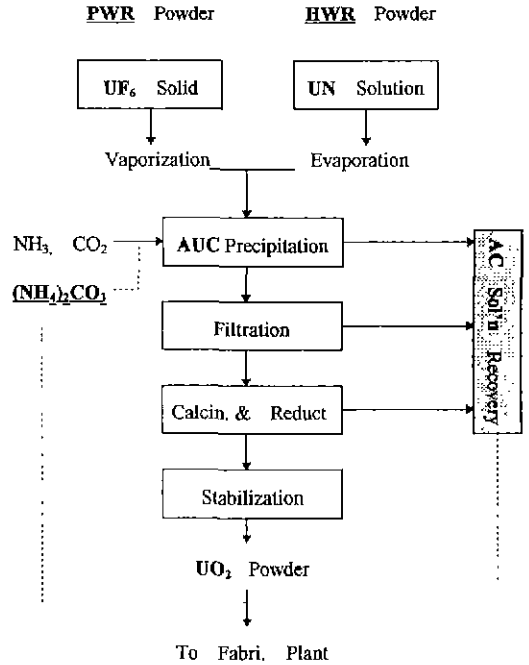 PWR Powder
HWR Powder
UF₆ Solid
UN Solution
Vaporization
Evaporation
NH₃, CO₂
AUC Precipitation
(NH₄)₂CO₃
Filtration
AC Sol'n Recovery
Calcin. & Reduct
Stabilization
UO₂ Powder
To Fabri. Plant